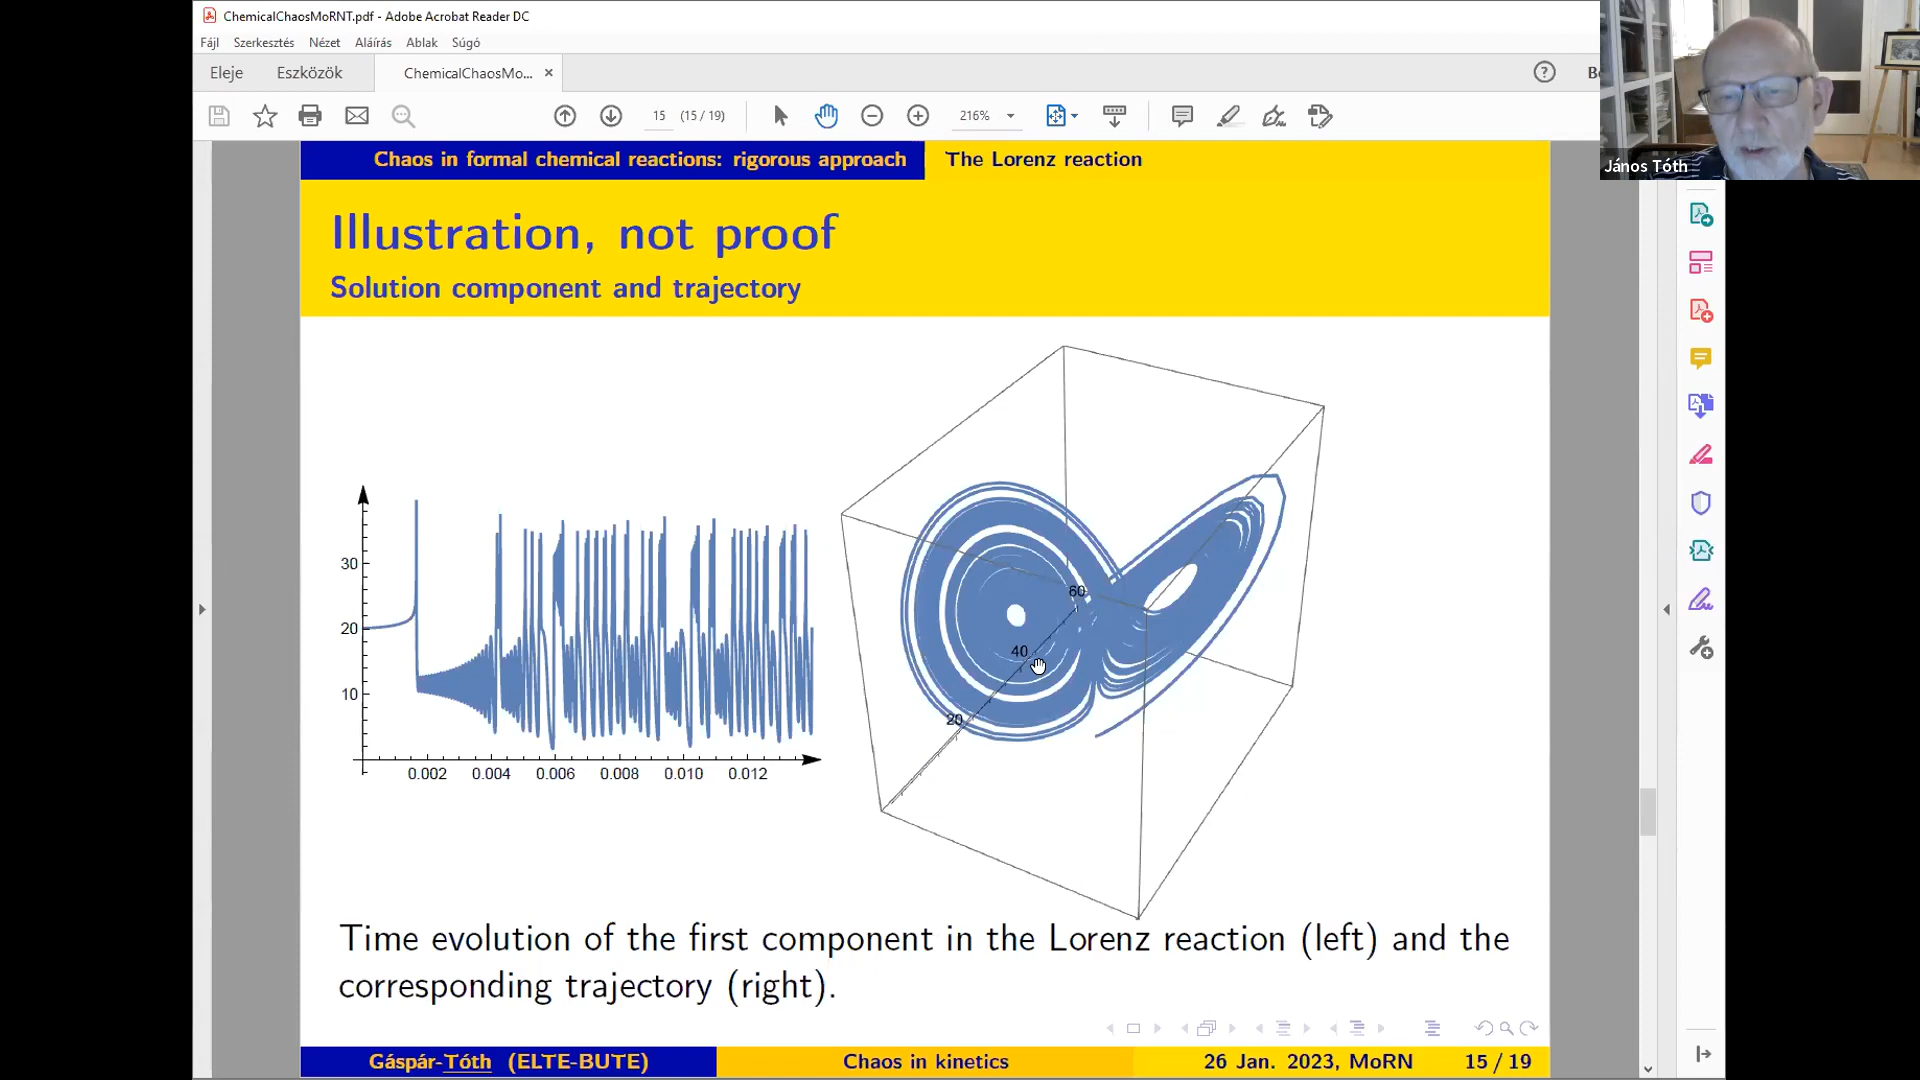 ChemicalChaosMoRNT.pdf - Adobe Acrobat Reader DC
Fájl Szerkesztés Nézet Aláírás Ablak Súgó
Eleje Eszközök ChemicalChaosMo... ×
15 (15 / 19) 216%
János Tóth
Chaos in formal chemical reactions: rigorous approach The Lorenz reaction
Illustration, not proof
Solution component and trajectory
30
20
10
0.002 0.004 0.006 0.008 0.010 0.012
60
40
20
Time evolution of the first component in the Lorenz reaction (left) and the
corresponding trajectory (right).
Gáspár-Tóth (ELTE-BUTE) Chaos in kinetics 26 Jan. 2023, MoRN 15 / 19